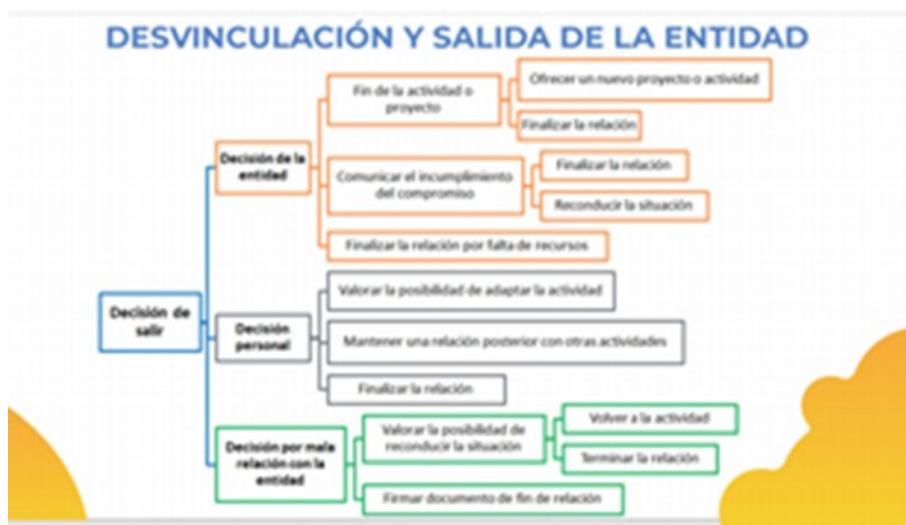 DESVINCULACIÓN Y SALIDA DE LA ENTIDAD
Decisión de
salir
Decisión de la
entidad
Fin de la actividad o
proyecto
Ofrecer un nuevo proyecto o actividad
Finalizar la relación
Comunicar el incumplimiento
del compromiso
Finalizar la relación
Reconducir la situación
Finalizar la relación por falta de recursos
Decisión
personal
Valorar la posibilidad de adaptar la actividad
Mantener una relación posterior con otras actividades
Finalizar la relación
Decisión por mala
relación con la
entidad
Valorar la posibilidad de
reconducir la situación
Volver a la actividad
Terminar la relación
Firmar documento de fin de relación